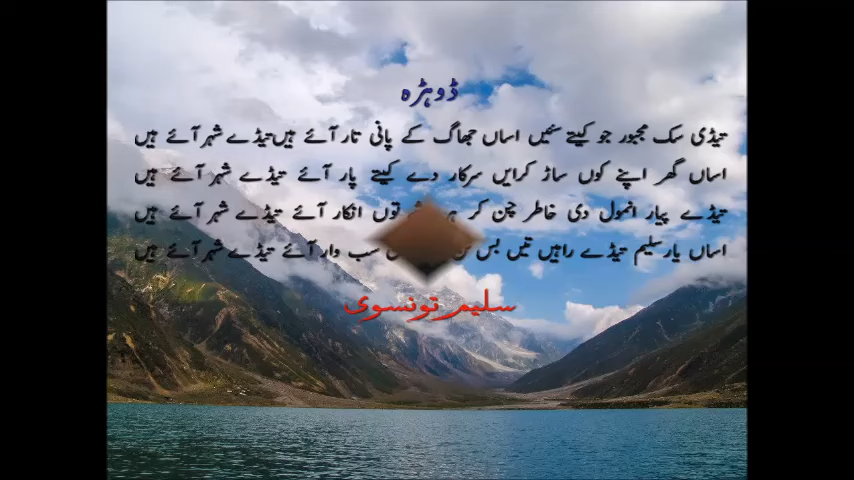 ڈوہڑہ
تیڈی سک مجبور جو کیتے سئیں اساں جھاگ کے پانی تار آئے ہیں تیڈے شہر آئے ہیں
اساں گھر اپنے کوں ساڑ کرایں سرکار دے کیتے پار آئے تیڈے شہر آئے ہیں
تیڈے پیار انمول دی خاطر چن کر توں انکار آئے تیڈے شہر آئے ہیں
اساں یار سلیم تیڈے راہیں تیں بس سب وار آئے تیڈے شہر آئے ہیں
سلیم تونسوی